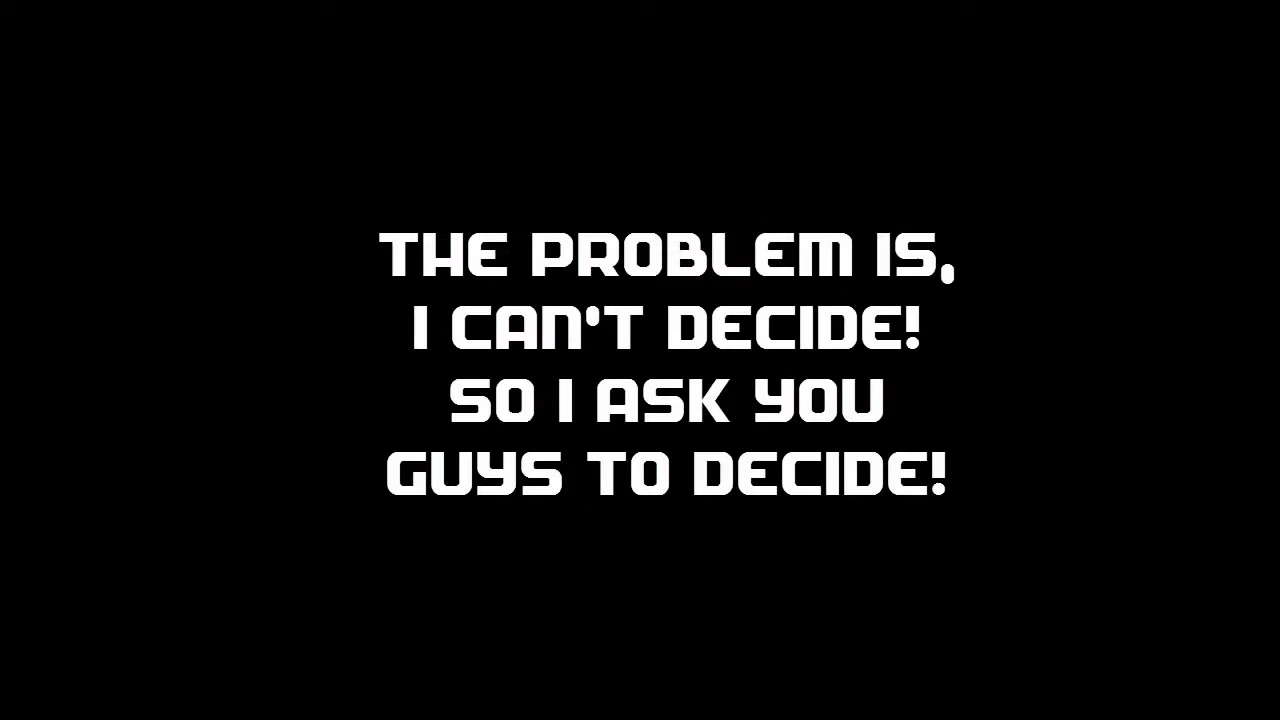 THE PROBLEM IS,
I CAN'T DECIDE!
SO I ASK YOU
GUYS TO DECIDE!